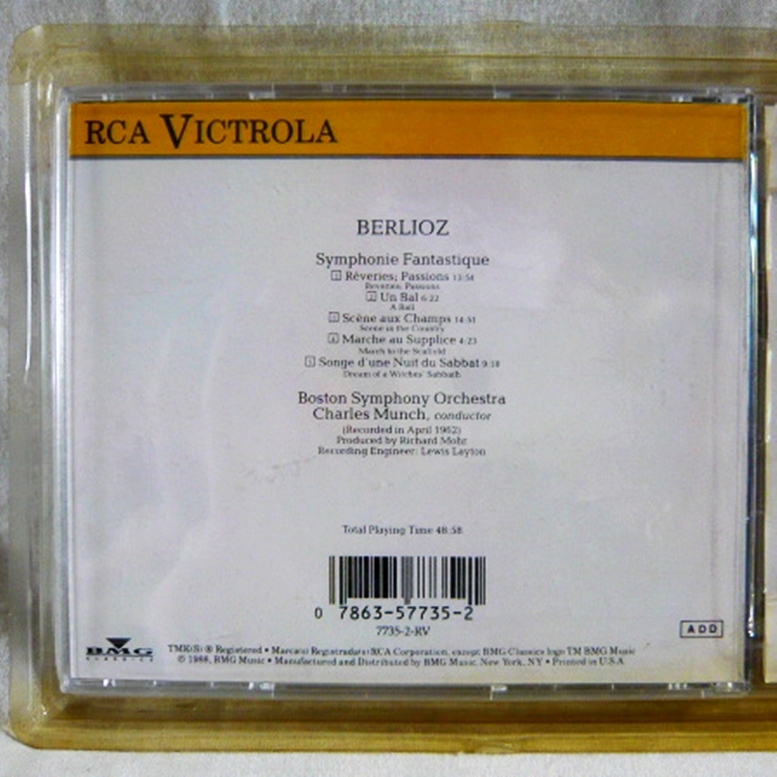 RCA VICTROLA
BERLIOZ
Symphonie Fantastique
1 Rêveries; Passions 13:54
Reveries; Passions
2 Un Bal 6:22
A Ball
3 Scène aux Champs 14:51
Scene in the Country
4 Marche au Supplice 4:23
March to the Scaffold
5 Songe d'une Nuit du Sabbat 9:18
Dream of a Witches' Sabbath
Boston Symphony Orchestra
Charles Munch, conductor
(Recorded in April 1962)
Produced by Richard Mohr
Recording Engineer: Lewis Layton
Total Playing Time 48:58
0 7863-57735-2
7735-2-RV
ADD
BMG
CLASSICS
TMK(S) ® Registered • Marca(s) Registrada(s) RCA Corporation, except BMG Classics logo TM BMG Music
© 1988, BMG Music • Manufactured and Distributed by BMG Music, New York, NY • Printed in U.S.A.